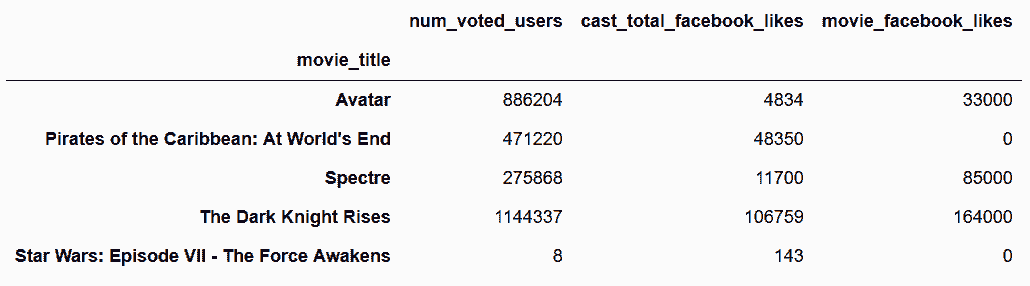 num_voted_users cast_total_facebook_likes movie_facebook_likes
movie_title
Avatar 886204 4834 33000
Pirates of the Caribbean: At World's End 471220 48350 0
Spectre 275868 11700 85000
The Dark Knight Rises 1144337 106759 164000
Star Wars: Episode VII - The Force Awakens 8 143 0